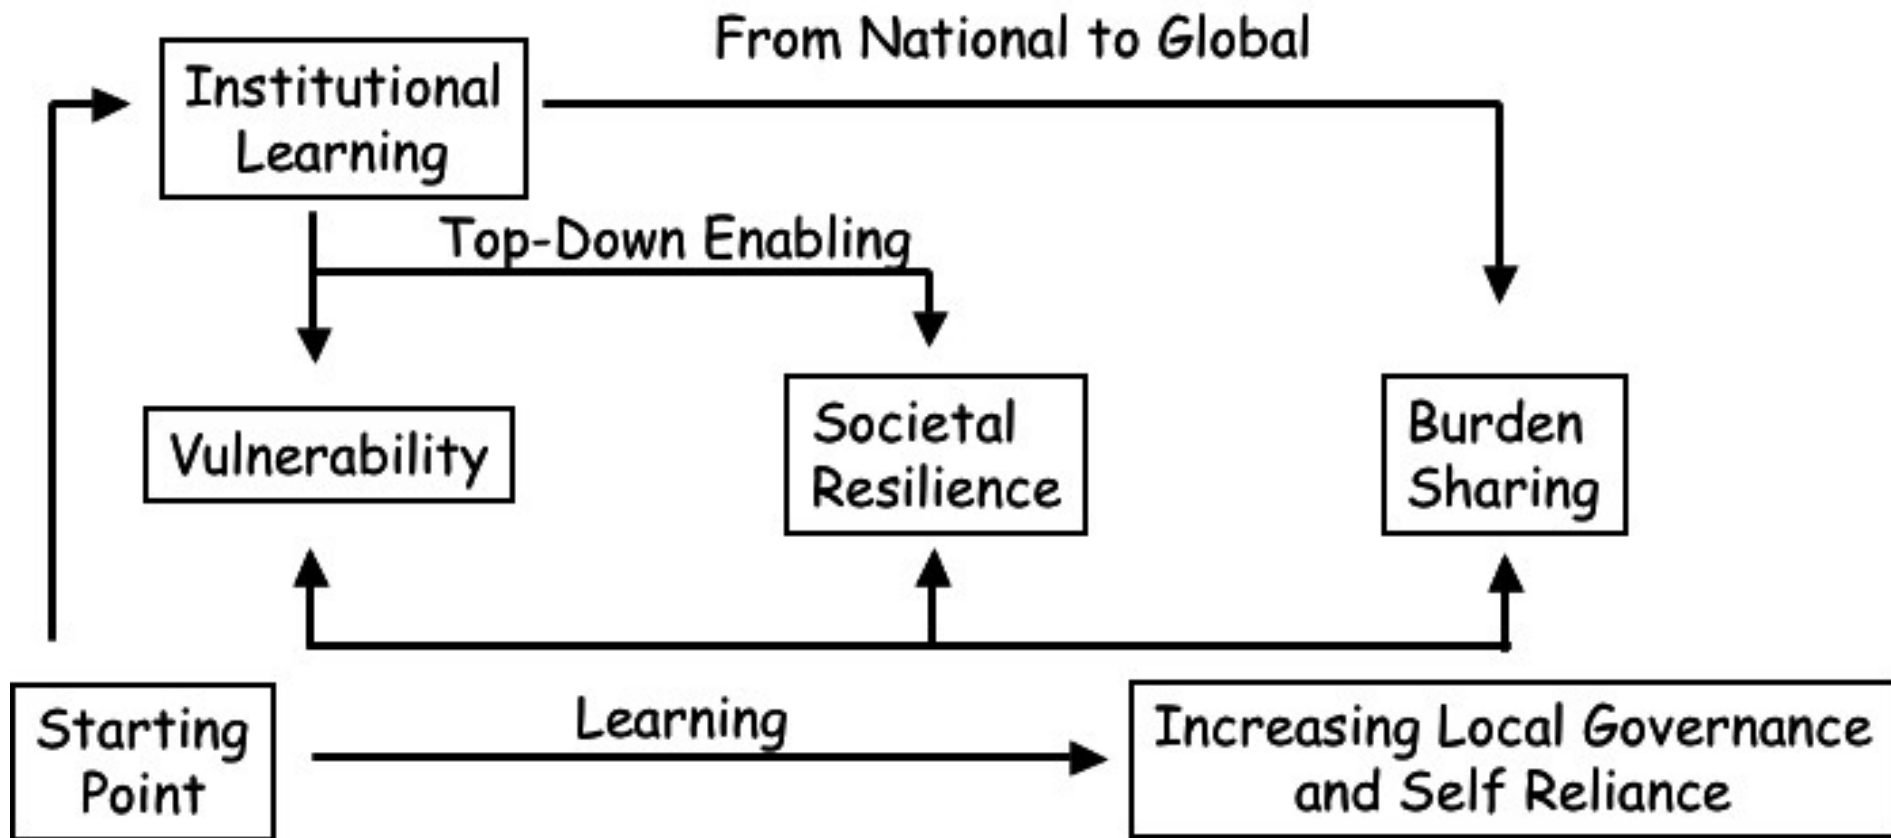 From National to Global
Institutional
Learning
Top-Down Enabling
Vulnerability
Societal
Resilience
Burden
Sharing
Starting
Point
Learning
Increasing Local Governance
and Self Reliance